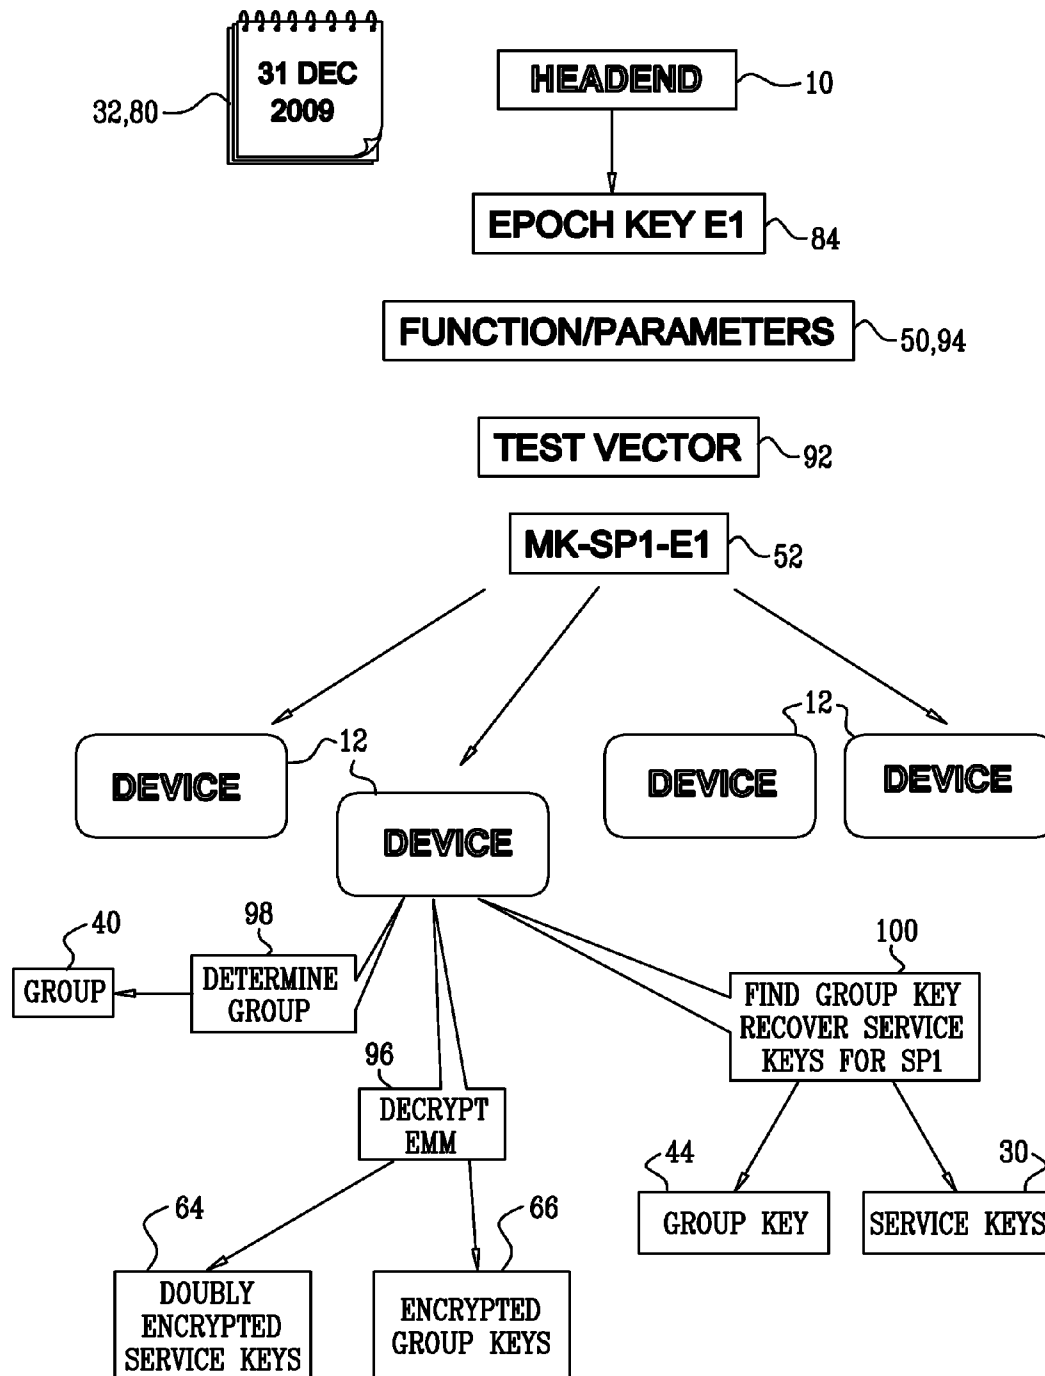 31 DEC
2009
32,80
HEADEND
10
EPOCH KEY E1
84
FUNCTION/PARAMETERS
50,94
TEST VECTOR
92
MK-SP1-E1
52
12
12
DEVICE
DEVICE
DEVICE
DEVICE
40
98
100
GROUP
DETERMINE
GROUP
FIND GROUP KEY
RECOVER SERVICE
KEYS FOR SP1
96
DECRYPT
EMM
44
30
GROUP KEY
SERVICE KEYS
64
66
DOUBLY
ENCRYPTED
SERVICE KEYS
ENCRYPTED
GROUP KEYS